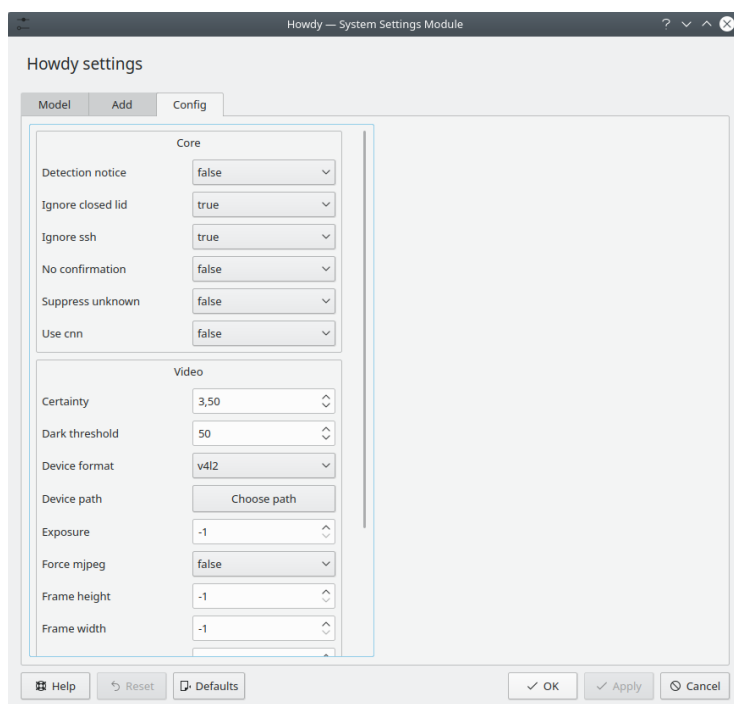 Howdy — System Settings Module
Howdy settings
Model Add Config
Core
Detection notice false
Ignore closed lid true
Ignore ssh true
No confirmation false
Suppress unknown false
Use cnn false
Video
Certainty 3,50
Dark threshold 50
Device format v4l2
Device path Choose path
Exposure -1
Force mjpeg false
Frame height -1
Frame width -1
Help Reset Defaults OK Apply Cancel